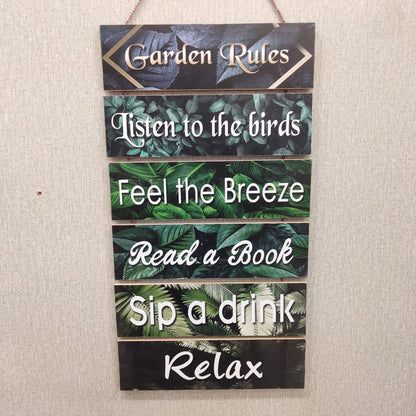 Garden Rules
Listen to the birds
Feel the Breeze
Read a Book
Sip a drink
Relax